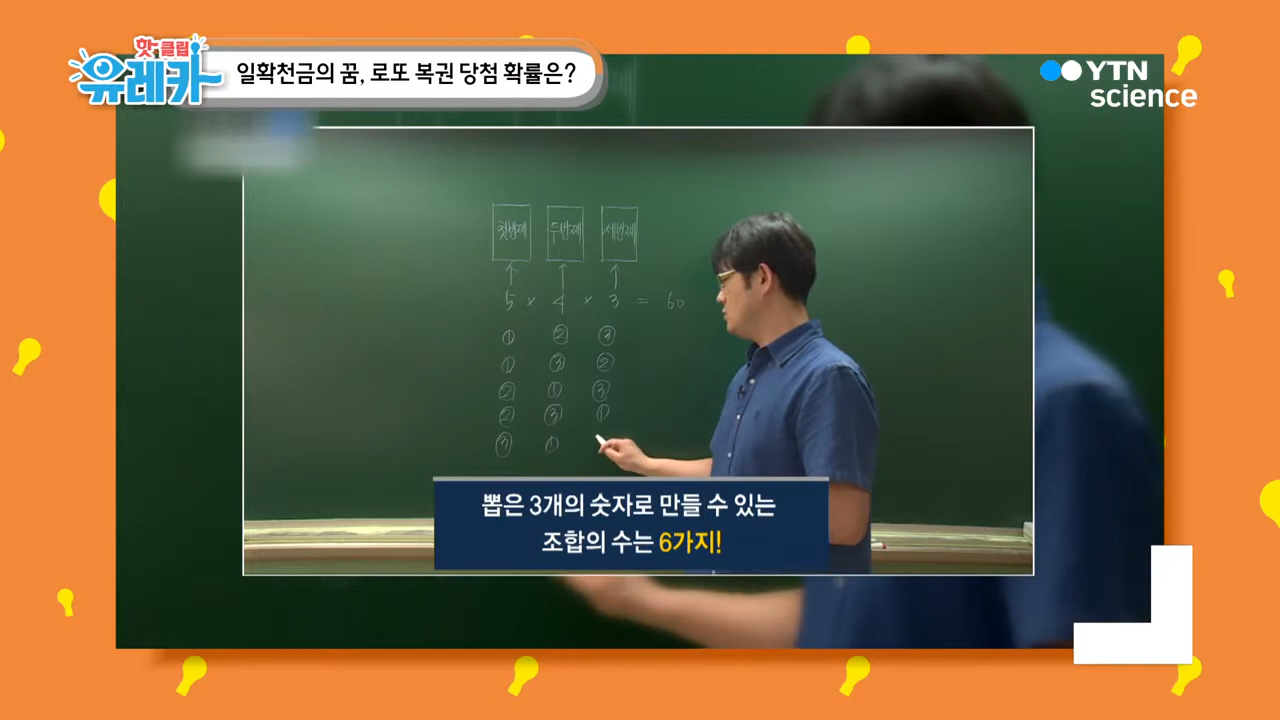 핫클립
유레카
일확천금의 꿈, 로또 복권 당첨 확률은?
YTN
science
첫번째 두번째 세번째
5 × 4 × 3 = 60
① ② ③
① ③ ②
② ① ③
② ③ ①
③ ①
뽑은 3개의 숫자로 만들 수 있는
조합의 수는 6가지!